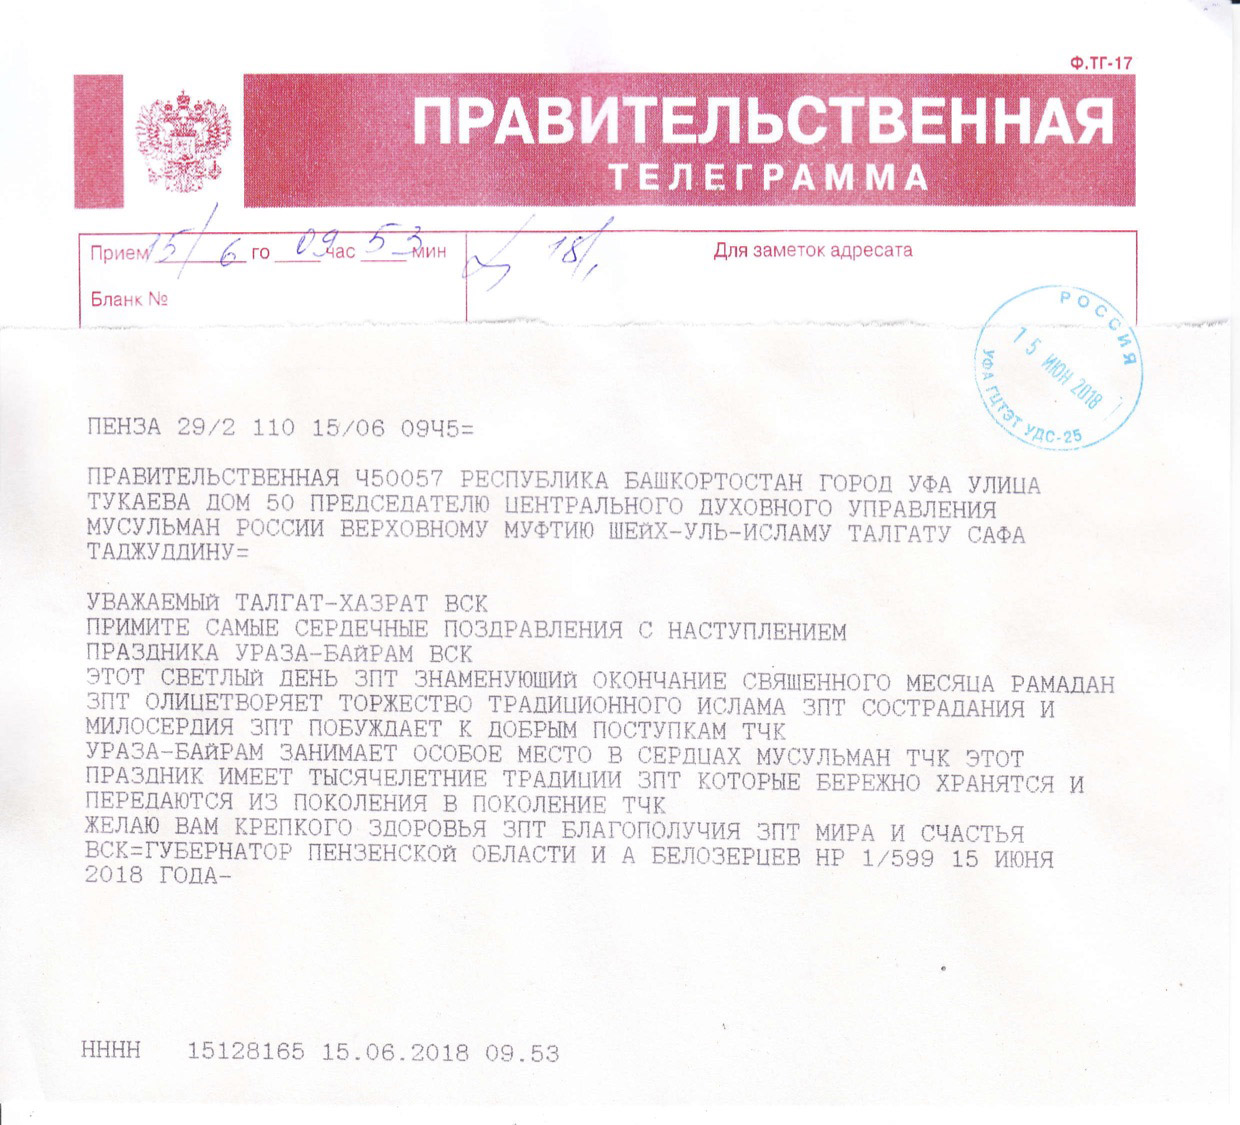 Ф.ТГ-17
ПРАВИТЕЛЬСТВЕННАЯ
ТЕЛЕГРАММА
Прием 15/6 го 09 час 53 мин
18/
Для заметок адресата
Бланк №
РОССИЯ
15 ИЮН 2018
УФА ГЦТЭТ УДС-25
ПЕНЗА 29/2 110 15/06 09Ч5=
ПРАВИТЕЛЬСТВЕННАЯ Ч50057 РЕСПУБЛИКА БАШКОРТОСТАН ГОРОД УФА УЛИЦА
ТУКАЕВА ДОМ 50 ПРЕДСЕДАТЕЛЮ ЦЕНТРАЛЬНОГО ДУХОВНОГО УПРАВЛЕНИЯ
МУСУЛЬМАН РОССИИ ВЕРХОВНОМУ МУФТИЮ ШЕЙХ-УЛЬ-ИСЛАМУ ТАЛГАТУ САФА
ТАДЖУДДИНУ=
УВАЖАЕМЫЙ ТАЛГАТ-ХАЗРАТ ВСК
ПРИМИТЕ САМЫЕ СЕРДЕЧНЫЕ ПОЗДРАВЛЕНИЯ С НАСТУПЛЕНИЕМ
ПРАЗДНИКА УРАЗА-БАЙРАМ ВСК
ЭТОТ СВЕТЛЫЙ ДЕНЬ ЗПТ ЗНАМЕНУЮЩИЙ ОКОНЧАНИЕ СВЯЩЕННОГО МЕСЯЦА РАМАДАН
ЗПТ ОЛИЦЕТВОРЯЕТ ТОРЖЕСТВО ТРАДИЦИОННОГО ИСЛАМА ЗПТ СОСТРАДАНИЯ И
МИЛОСЕРДИЯ ЗПТ ПОБУЖДАЕТ К ДОБРЫМ ПОСТУПКАМ ТЧК
УРАЗА-БАЙРАМ ЗАНИМАЕТ ОСОБОЕ МЕСТО В СЕРДЦАХ МУСУЛЬМАН ТЧК ЭТОТ
ПРАЗДНИК ИМЕЕТ ТЫСЯЧЕЛЕТНИЕ ТРАДИЦИИ ЗПТ КОТОРЫЕ БЕРЕЖНО ХРАНЯТСЯ И
ПЕРЕДАЮТСЯ ИЗ ПОКОЛЕНИЯ В ПОКОЛЕНИЕ ТЧК
ЖЕЛАЮ ВАМ КРЕПКОГО ЗДОРОВЬЯ ЗПТ БЛАГОПОЛУЧИЯ ЗПТ МИРА И СЧАСТЬЯ
ВСК=ГУБЕРНАТОР ПЕНЗЕНСКОЙ ОБЛАСТИ И А БЕЛОЗЕРЦЕВ НР 1/599 15 ИЮНЯ
2018 ГОДА-
НННН 15128165 15.06.2018 09.53